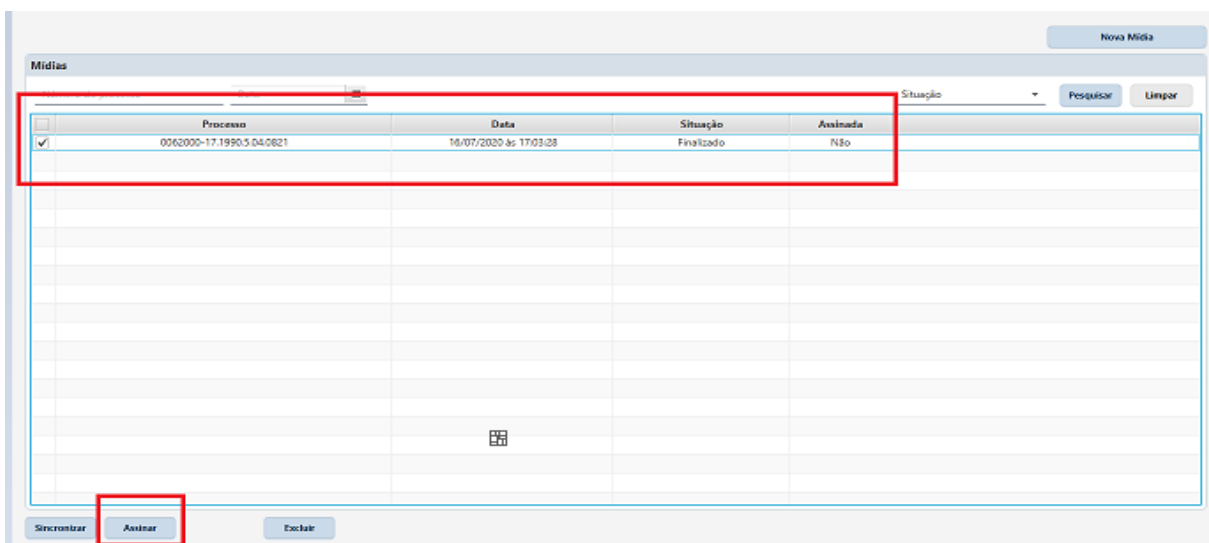 Nova Mídia
Mídias
Situação Pesquisar Limpar
Processo Data Situação Assinada
0062000-17.1990.5.04.0821 16/07/2020 às 17:03:28 Finalizado Não
Sincronizar Assinar Excluir